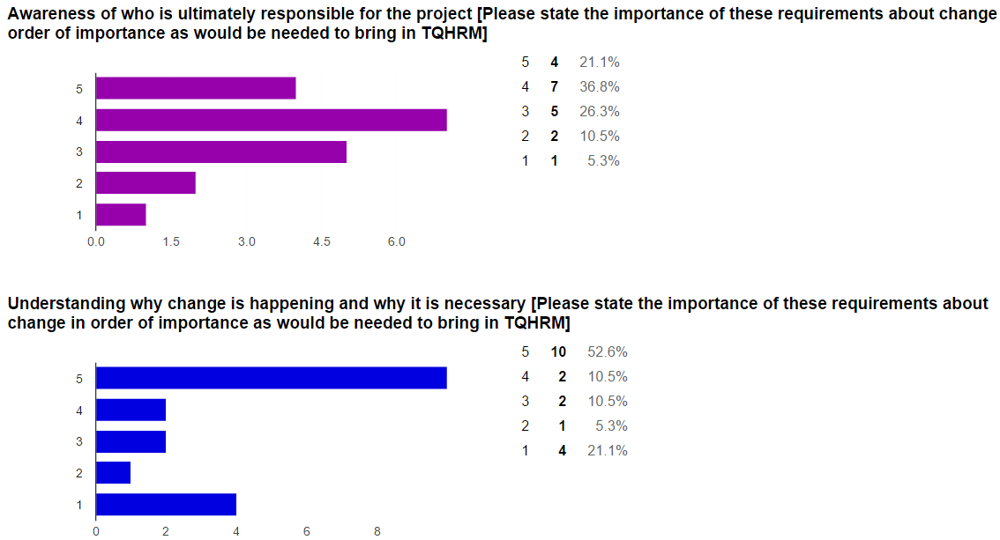 Awareness of who is ultimately responsible for the project [Please state the importance of these requirements about change
order of importance as would be needed to bring in TQHRM]
5 4 21.1%
4 7 36.8%
3 5 26.3%
2 2 10.5%
1 1 5.3%
5
4
3
2
1
0.0 1.5 3.0 4.5 6.0
Understanding why change is happening and why it is necessary [Please state the importance of these requirements about
change in order of importance as would be needed to bring in TQHRM]
5 10 52.6%
4 2 10.5%
3 2 10.5%
2 1 5.3%
1 4 21.1%
5
4
3
2
1
0 2 4 6 8